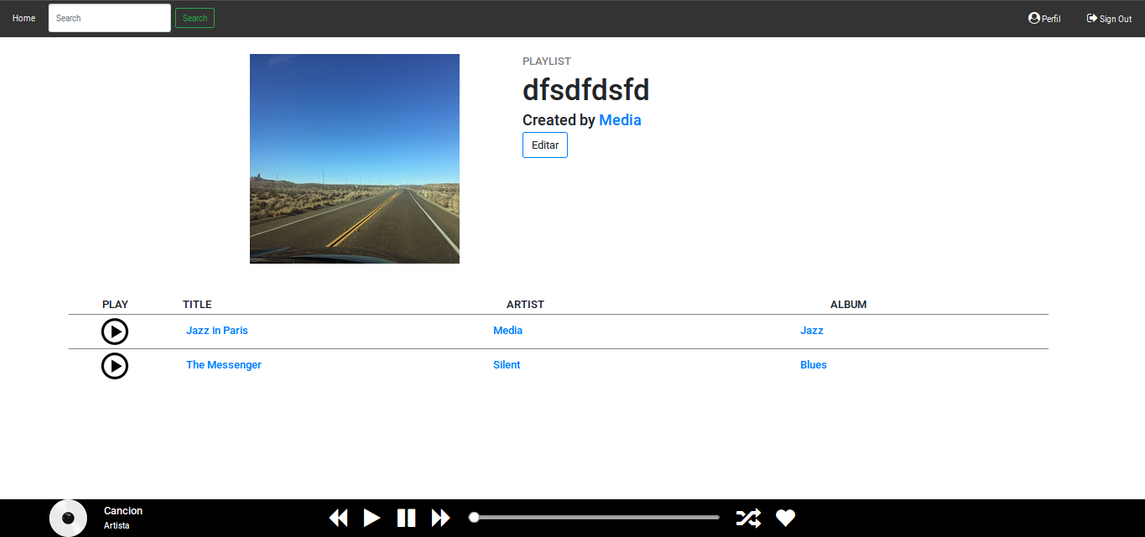 Home Search Search Perfil Sign Out
PLAYLIST
dfsdfdsfd
Created by Media
Editar
PLAY TITLE ARTIST ALBUM
Jazz in Paris Media Jazz
The Messenger Silent Blues
Cancion
Artista